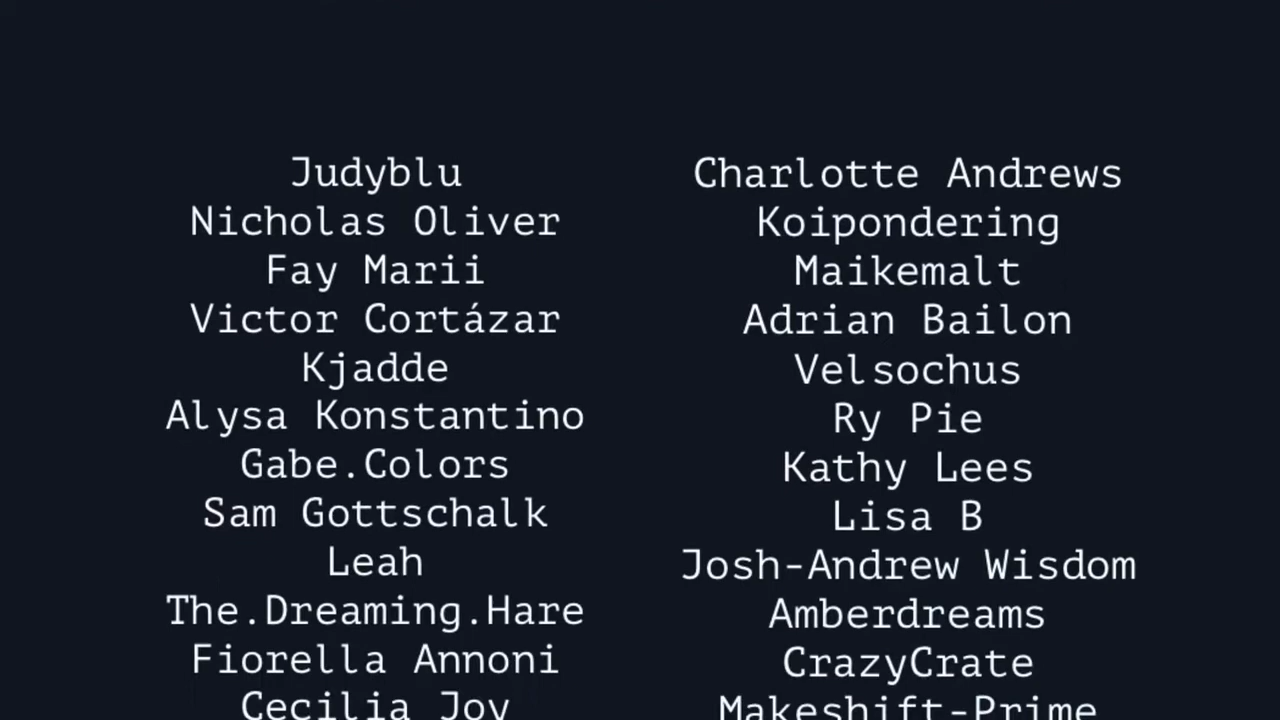 Judyblu
Nicholas Oliver
Fay Marii
Victor Cortázar
Kjadde
Alysa Konstantino
Gabe.Colors
Sam Gottschalk
Leah
The.Dreaming.Hare
Fiorella Annoni
Cecilia Joy
Charlotte Andrews
Koipondering
Maikemalt
Adrian Bailon
Velsochus
Ry Pie
Kathy Lees
Lisa B
Josh-Andrew Wisdom
Amberdreams
CrazyCrate
Makeshift-Prime